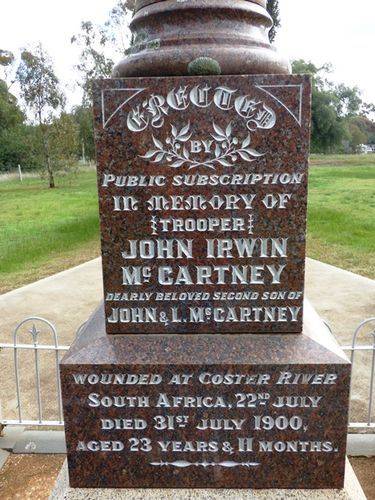 ERECTED
BY
PUBLIC SUBSCRIPTION
IN MEMORY OF
TROOPER
JOHN IRWIN
McCARTNEY
DEARLY BELOVED SECOND SON OF
JOHN & L. McCARTNEY
WOUNDED AT COSTER RIVER
SOUTH AFRICA, 22ND JULY
DIED 31ST JULY 1900,
AGED 23 YEARS & 11 MONTHS.